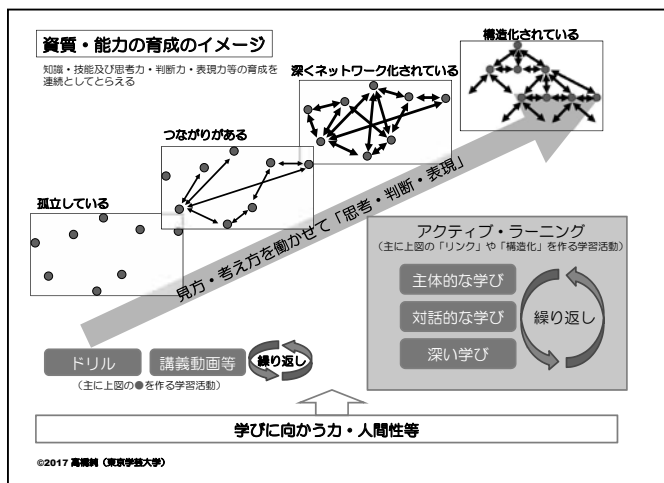 資質・能力の育成のイメージ
知識・技能及び思考力・判断力・表現力等の育成を
連続としてとらえる
構造化されている
深くネットワーク化されている
つながりがある
孤立している
見方・考え方を働かせて「思考・判断・表現」
アクティブ・ラーニング
(主に上図の「リンク」や「構造化」を作る学習活動)
主体的な学び
対話的な学び
深い学び
繰り返し
ドリル
講義動画等
繰り返し
(主に上図の●を作る学習活動)
学びに向かう力・人間性等
©2017 高橋純(東京学芸大学)